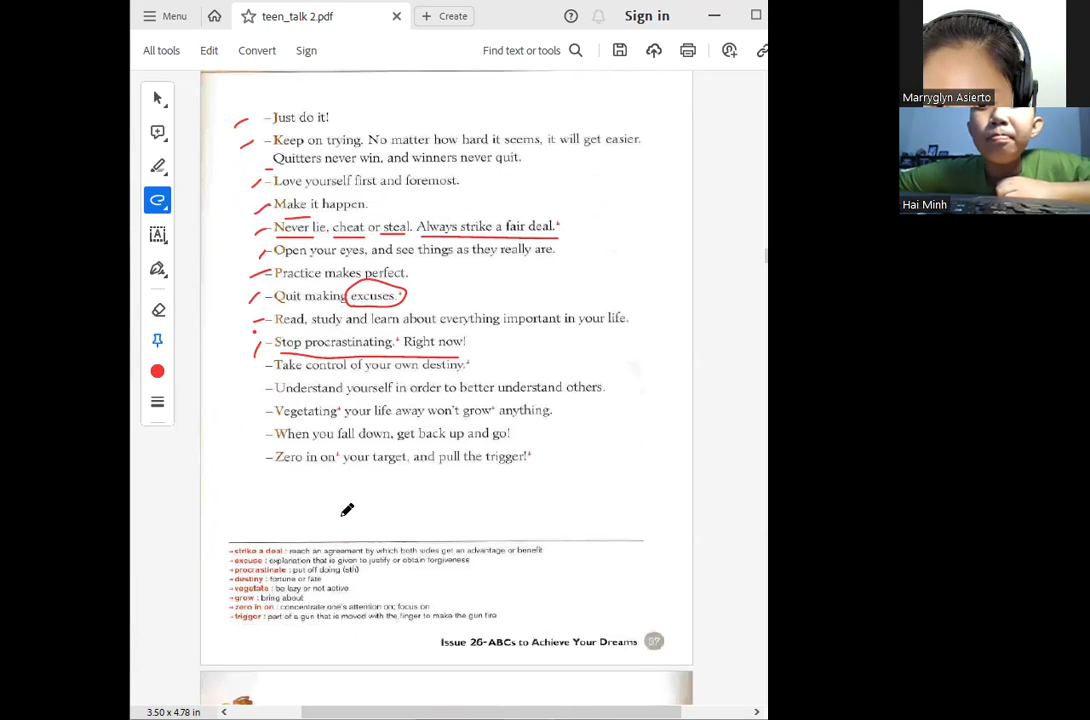 Menu
teen_talk 2.pdf
Create
Sign in
All tools
Edit
Convert
Sign
Find text or tools
– Just do it!
– Keep on trying. No matter how hard it seems, it will get easier.
Quitters never win, and winners never quit.
– Love yourself first and foremost.
– Make it happen.
– Never lie, cheat or steal. Always strike a fair deal.*
– Open your eyes, and see things as they really are.
– Practice makes perfect.
– Quit making excuses.*
– Read, study and learn about everything important in your life.
– Stop procrastinating.* Right now!
– Take control of your own destiny.*
– Understand yourself in order to better understand others.
– Vegetating* your life away won't grow* anything.
– When you fall down, get back up and go!
– Zero in on* your target, and pull the trigger!*
strike a deal : reach an agreement by which both sides get an advantage or benefit
excuse : explanation that is given to justify or obtain forgiveness
procrastinate : put off doing (sth)
destiny : fortune or fate
vegetate : be lazy or not active
grow : bring about
zero in on : concentrate one's attention on; focus on
trigger : part of a gun that is moved with the finger to make the gun fire
Issue 26-ABCs to Achieve Your Dreams 97
3.50 x 4.78 in
Marryglyn Asierto
Hai Minh